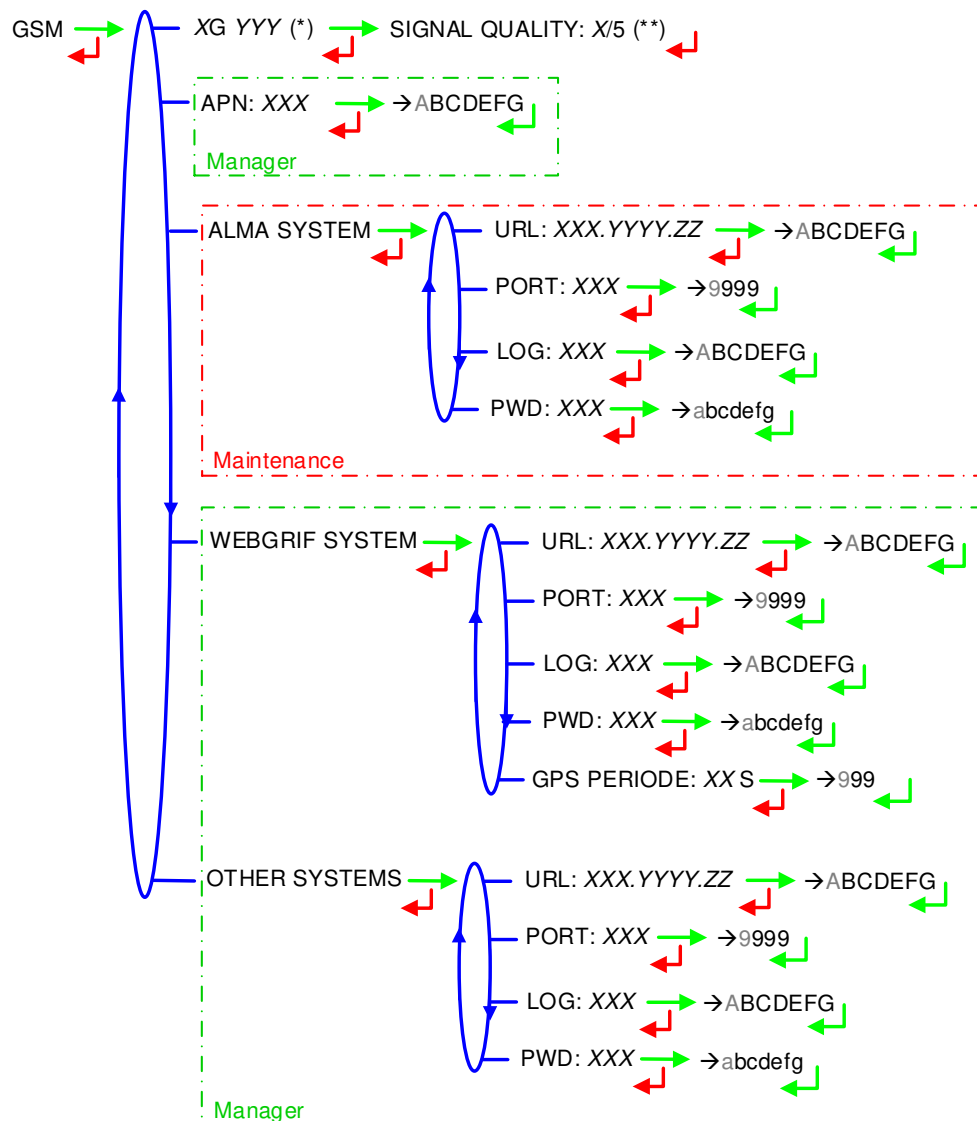 GSM XG YYY (*) SIGNAL QUALITY: X/5 (**)
APN: XXX →ABCDEFG
Manager
ALMA SYSTEM URL: XXX.YYYY.ZZ →ABCDEFG
PORT: XXX →9999
LOG: XXX →ABCDEFG
PWD: XXX →abcdefg
Maintenance
WEBGRIF SYSTEM URL: XXX.YYYY.ZZ →ABCDEFG
PORT: XXX →9999
LOG: XXX →ABCDEFG
PWD: XXX →abcdefg
GPS PERIODE: XX S →999
OTHER SYSTEMS URL: XXX.YYYY.ZZ →ABCDEFG
PORT: XXX →9999
LOG: XXX →ABCDEFG
PWD: XXX →abcdefg
Manager